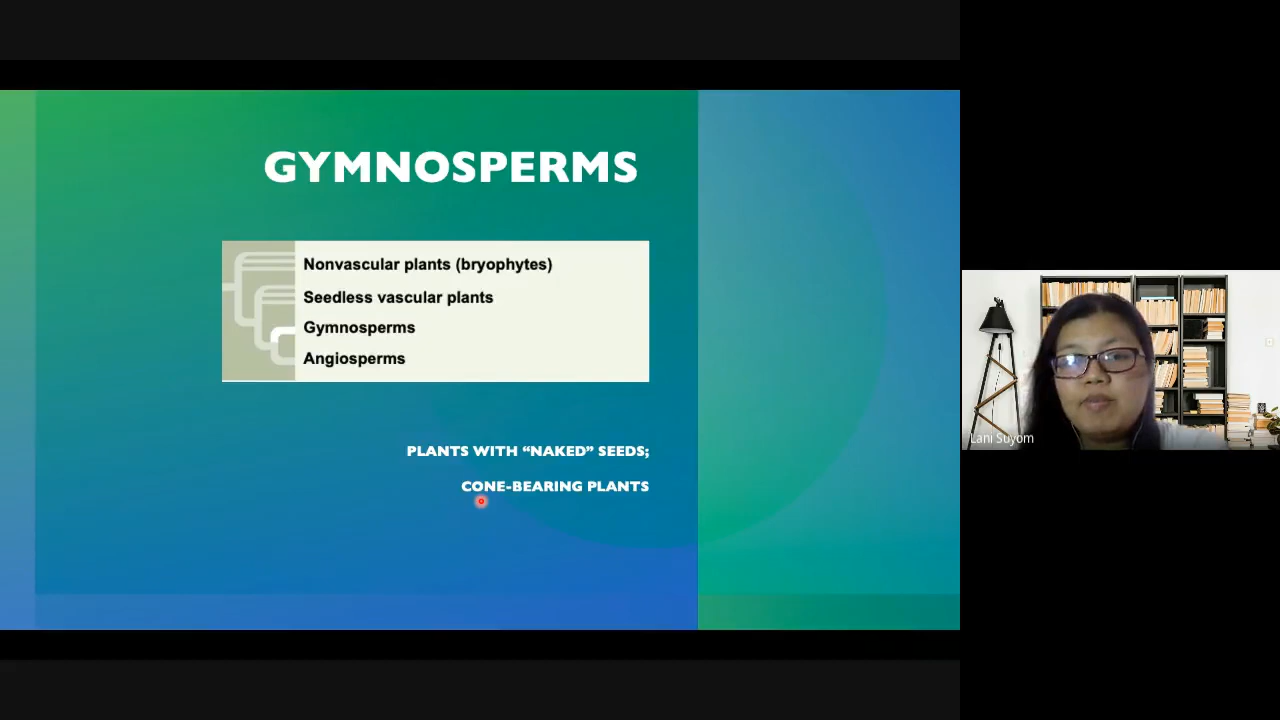 GYMNOSPERMS
Nonvascular plants (bryophytes)
Seedless vascular plants
Gymnosperms
Angiosperms
PLANTS WITH “NAKED” SEEDS;
CONE-BEARING PLANTS
Lani Suyom